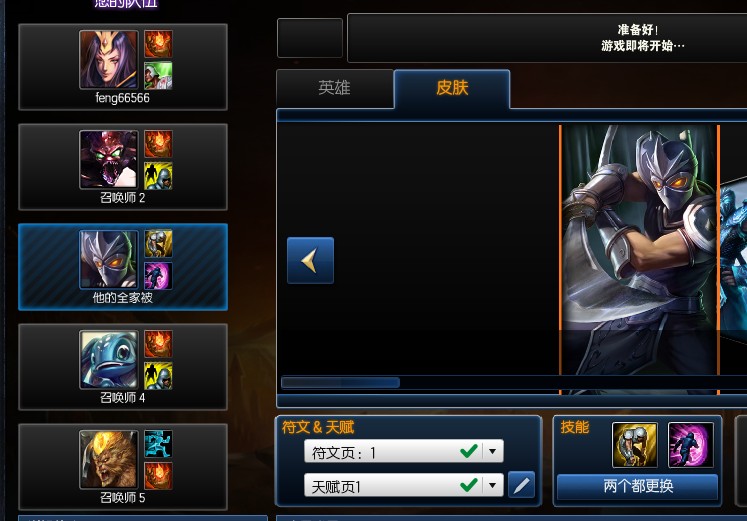 您的队伍
准备好!
游戏即将开始…
英雄
皮肤
feng66566
召唤师 2
他的全家被
召唤师 4
召唤师 5
符文 & 天赋
符文页：1
天赋页1
技能
两个都更换